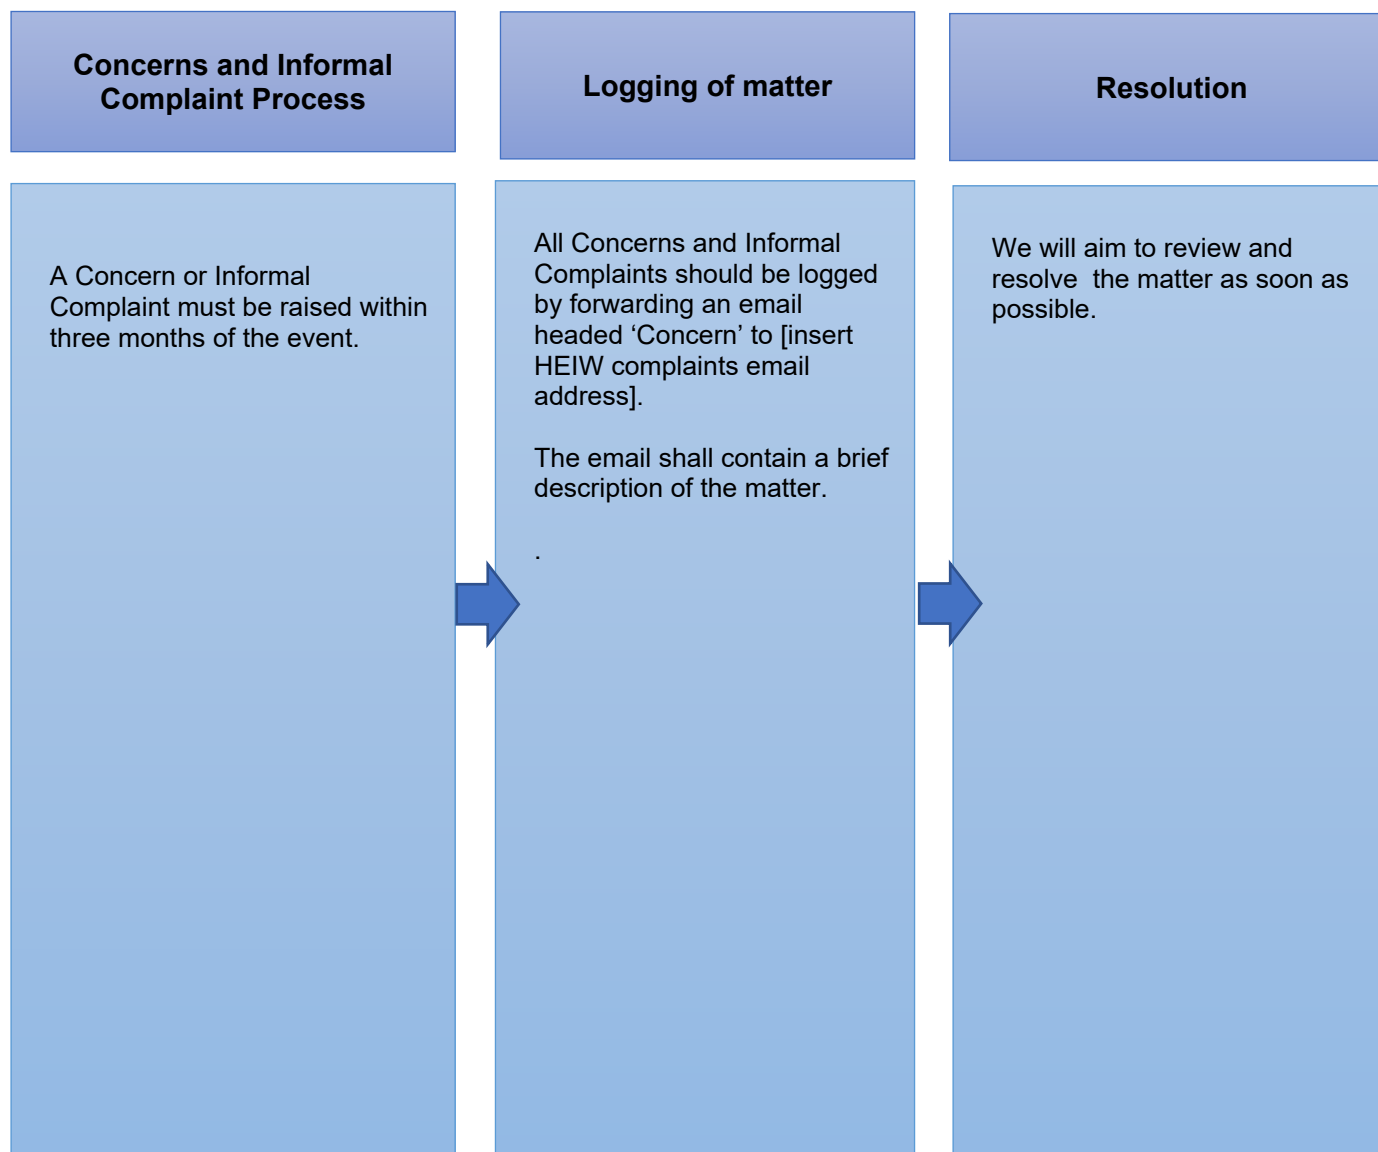 Concerns and Informal
Complaint Process
Logging of matter
Resolution
A Concern or Informal
Complaint must be raised within
three months of the event.
All Concerns and Informal
Complaints should be logged
by forwarding an email
headed ‘Concern’ to [insert
HEIW complaints email
address].
The email shall contain a brief
description of the matter.
.
We will aim to review and
resolve  the matter as soon as
possible.